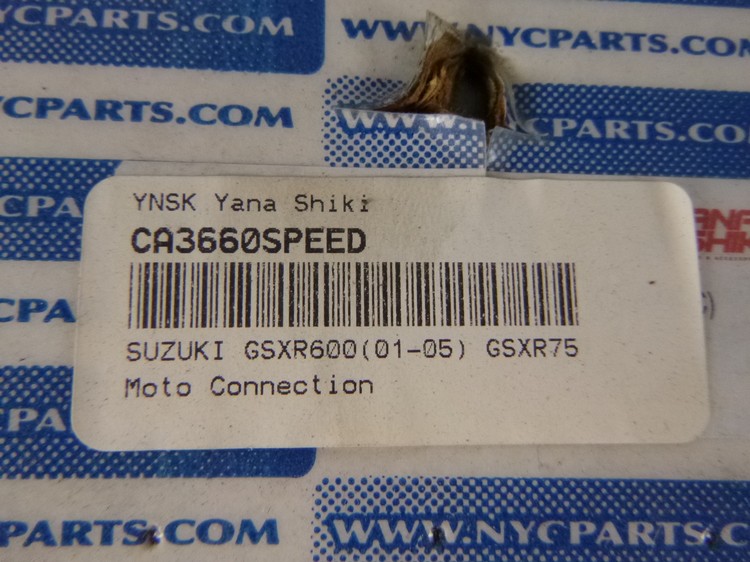 WWW.NYCPARTS.COM
NYCPARTS.COM
WWW.NYCPARTS.COM
YNSK Yana Shiki
CA3660SPEED
SUZUKI GSXR600(01-05) GSXR75
Moto Connection
PARTS.COM
WWW.NYCPARTS.COM